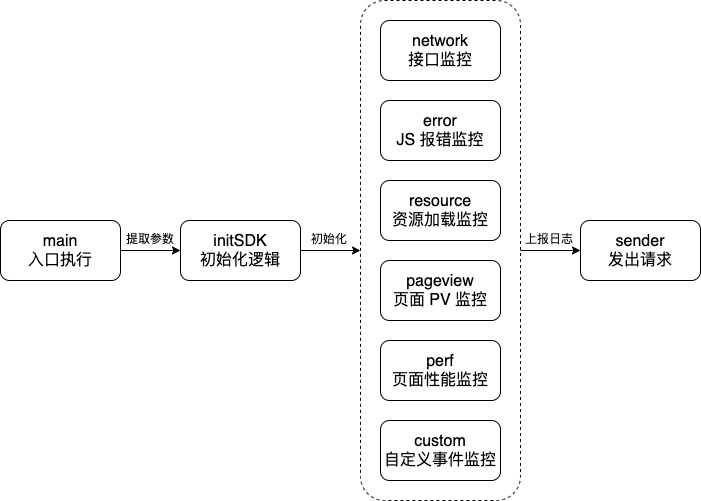 main
入口执行
提取参数
initSDK
初始化逻辑
初始化
network
接口监控
error
JS 报错监控
resource
资源加载监控
pageview
页面 PV 监控
perf
页面性能监控
custom
自定义事件监控
上报日志
sender
发出请求